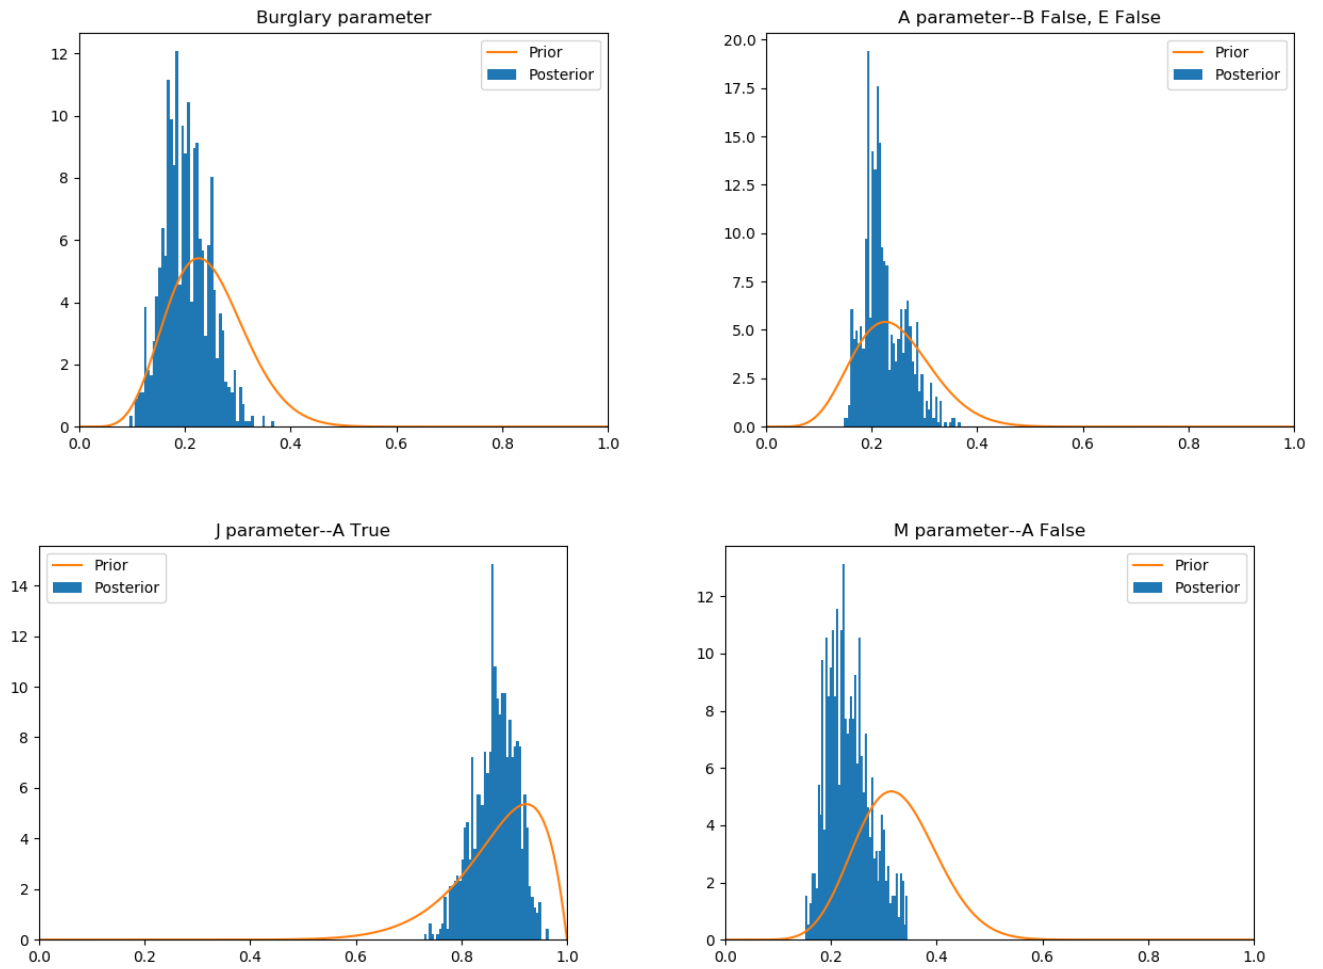 Burglary parameter
Prior
Posterior
12
10
8
6
4
2
0
0.0 0.2 0.4 0.6 0.8 1.0
A parameter--B False, E False
Prior
Posterior
20.0
17.5
15.0
12.5
10.0
7.5
5.0
2.5
0.0
0.0 0.2 0.4 0.6 0.8 1.0
J parameter--A True
Prior
Posterior
14
12
10
8
6
4
2
0
0.0 0.2 0.4 0.6 0.8 1.0
M parameter--A False
Prior
Posterior
12
10
8
6
4
2
0
0.0 0.2 0.4 0.6 0.8 1.0